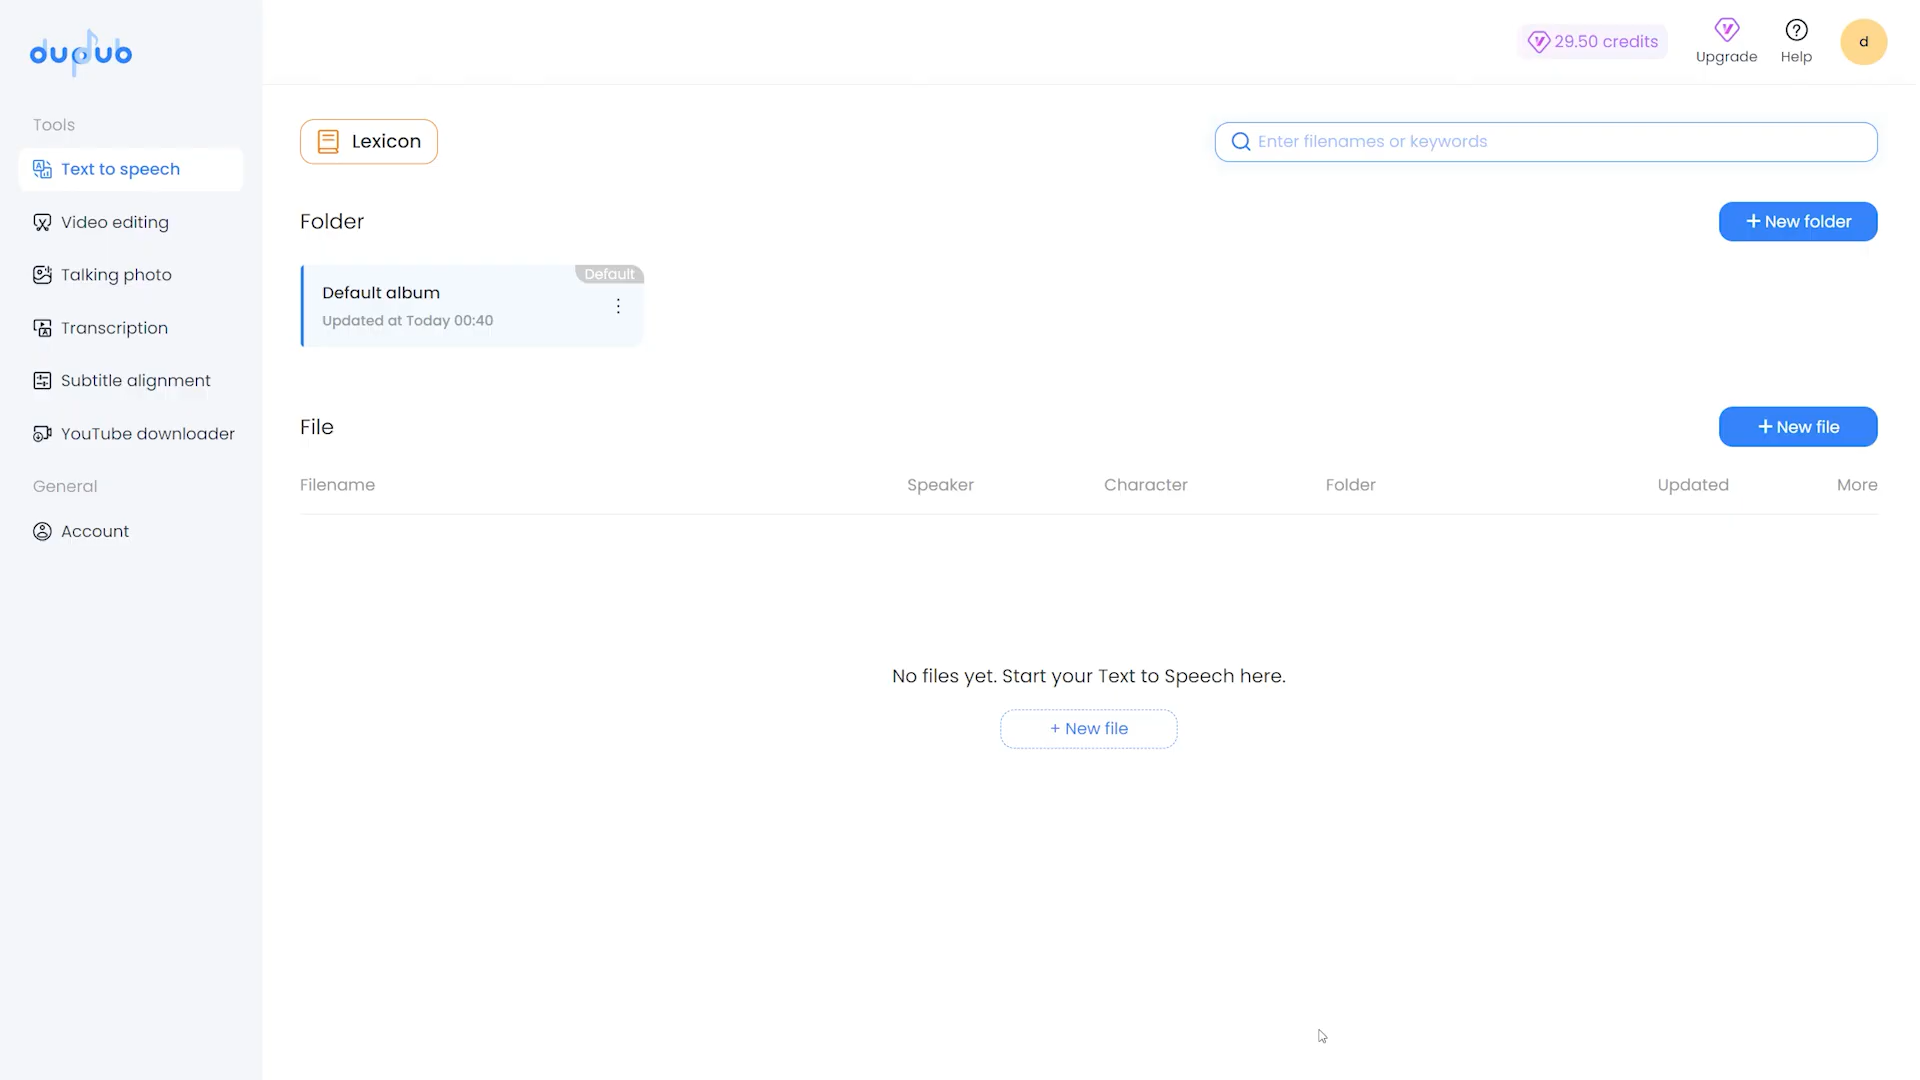 dupdub
29.50 credits
Upgrade
Help
d
Tools
Text to speech
Video editing
Talking photo
Transcription
Subtitle alignment
YouTube downloader
General
Account
Lexicon
Enter filenames or keywords
Folder
+ New folder
Default
Default album
Updated at Today 00:40
File
+ New file
Filename Speaker Character Folder Updated More
No files yet. Start your Text to Speech here.
+ New file